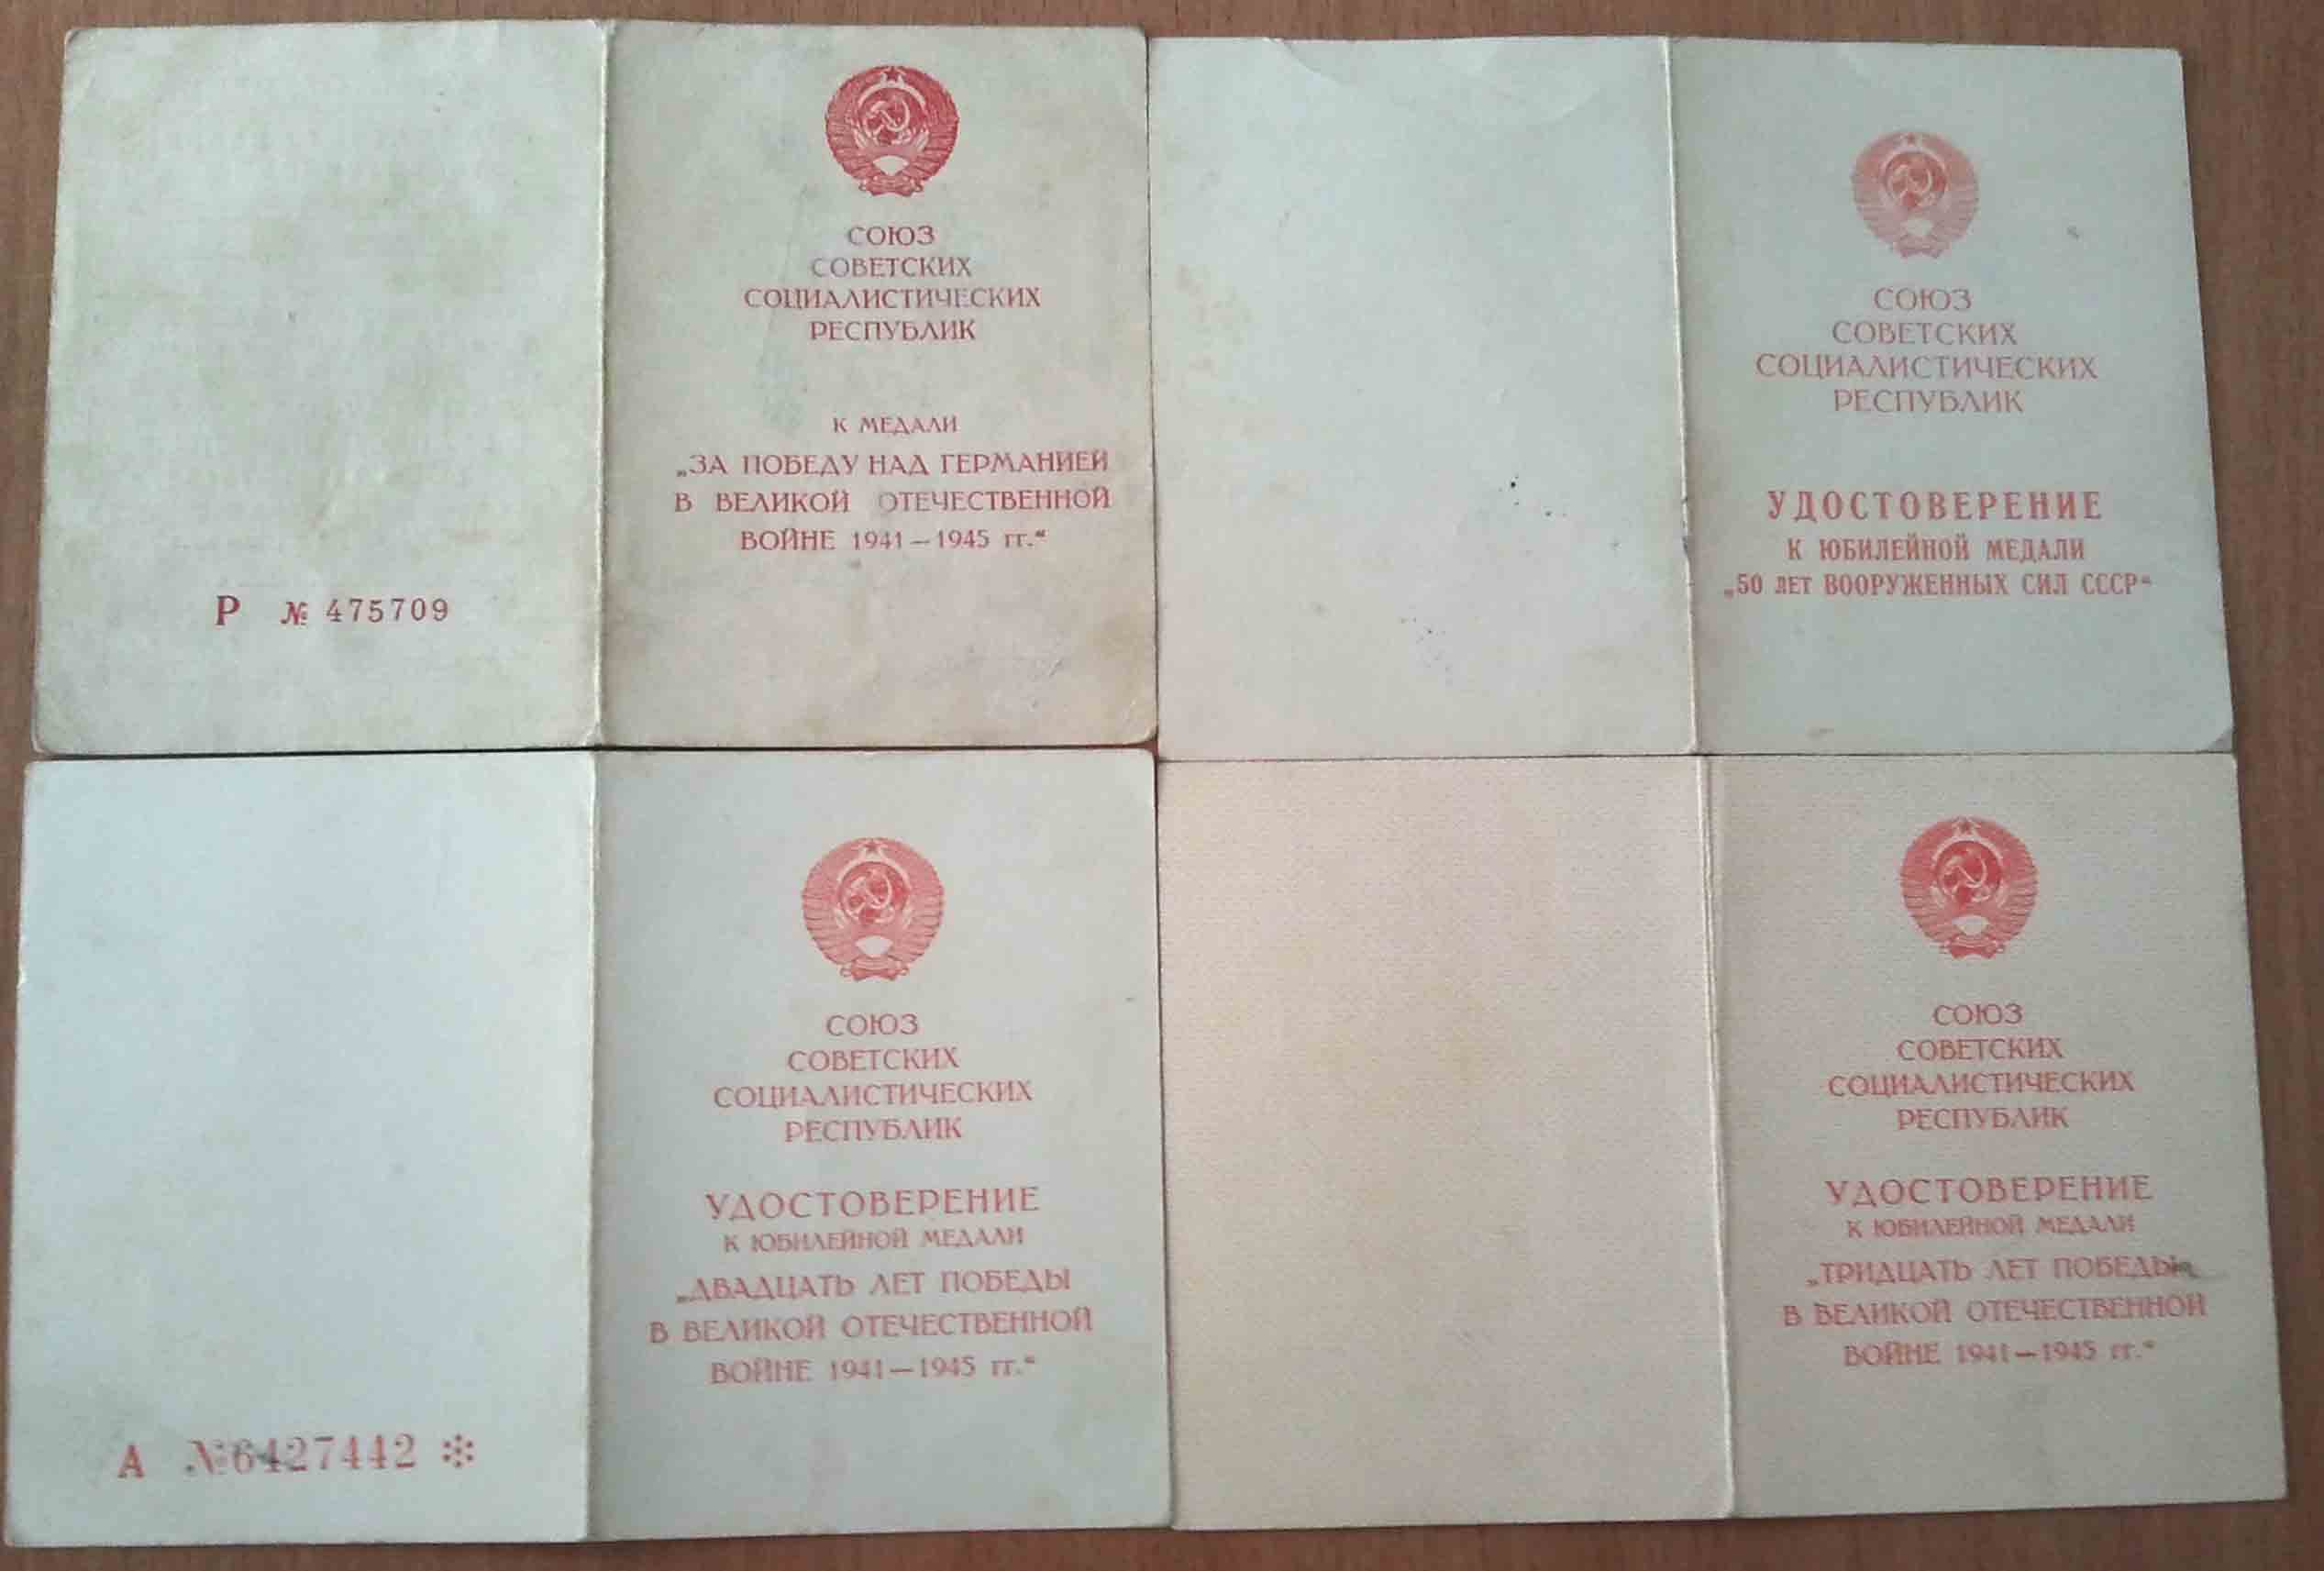 СОЮЗ
СОВЕТСКИХ
СОЦИАЛИСТИЧЕСКИХ
РЕСПУБЛИК
К МЕДАЛИ
„ЗА ПОБЕДУ НАД ГЕРМАНИЕЙ
В ВЕЛИКОЙ ОТЕЧЕСТВЕННОЙ
ВОЙНЕ 1941—1945 гг.“
Р № 475709
СОЮЗ
СОВЕТСКИХ
СОЦИАЛИСТИЧЕСКИХ
РЕСПУБЛИК
УДОСТОВЕРЕНИЕ
К ЮБИЛЕЙНОЙ МЕДАЛИ
„50 ЛЕТ ВООРУЖЕННЫХ СИЛ СССР“
СОЮЗ
СОВЕТСКИХ
СОЦИАЛИСТИЧЕСКИХ
РЕСПУБЛИК
УДОСТОВЕРЕНИЕ
К ЮБИЛЕЙНОЙ МЕДАЛИ
„ДВАДЦАТЬ ЛЕТ ПОБЕДЫ
В ВЕЛИКОЙ ОТЕЧЕСТВЕННОЙ
ВОЙНЕ 1941—1945 гг.“
А № 6427442 *
СОЮЗ
СОВЕТСКИХ
СОЦИАЛИСТИЧЕСКИХ
РЕСПУБЛИК
УДОСТОВЕРЕНИЕ
К ЮБИЛЕЙНОЙ МЕДАЛИ
„ТРИДЦАТЬ ЛЕТ ПОБЕДЫ
В ВЕЛИКОЙ ОТЕЧЕСТВЕННОЙ
ВОЙНЕ 1941—1945 гг.“